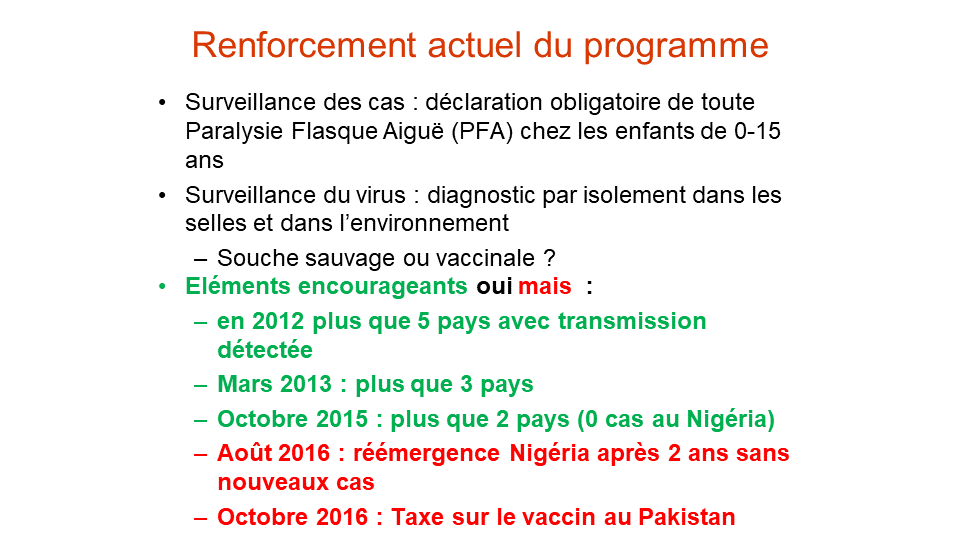 Renforcement actuel du programme
• Surveillance des cas : déclaration obligatoire de toute
Paralysie Flasque Aiguë (PFA) chez les enfants de 0-15
ans
• Surveillance du virus : diagnostic par isolement dans les
selles et dans l’environnement
– Souche sauvage ou vaccinale ?
• Eléments encourageants oui mais :
– en 2012 plus que 5 pays avec transmission
détectée
– Mars 2013 : plus que 3 pays
– Octobre 2015 : plus que 2 pays (0 cas au Nigéria)
– Août 2016 : réémergence Nigéria après 2 ans sans
nouveaux cas
– Octobre 2016 : Taxe sur le vaccin au Pakistan